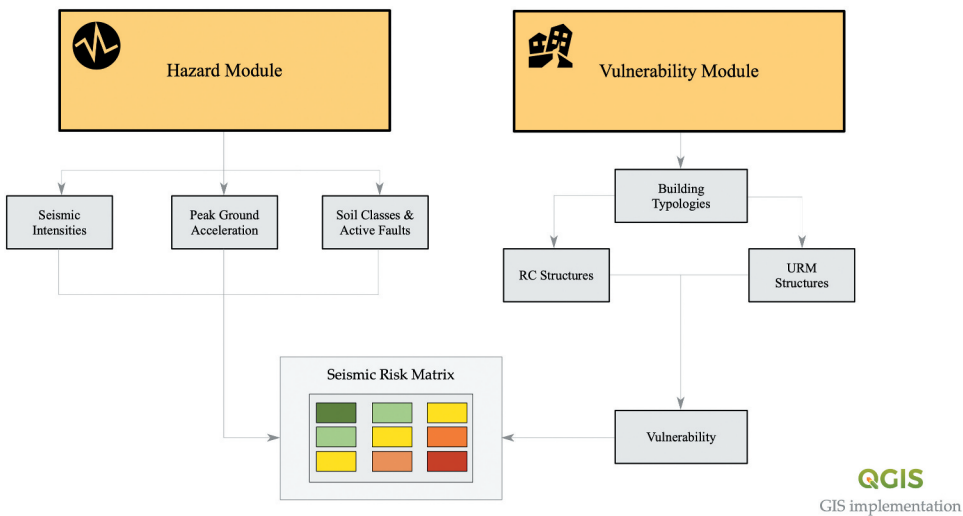 Hazard Module
Vulnerability Module
Seismic
Intensities
Peak Ground
Acceleration
Soil Classes &
Active Faults
Building
Typologies
RC Structures
URM
Structures
Seismic Risk Matrix
Vulnerability
QGIS
GIS implementation